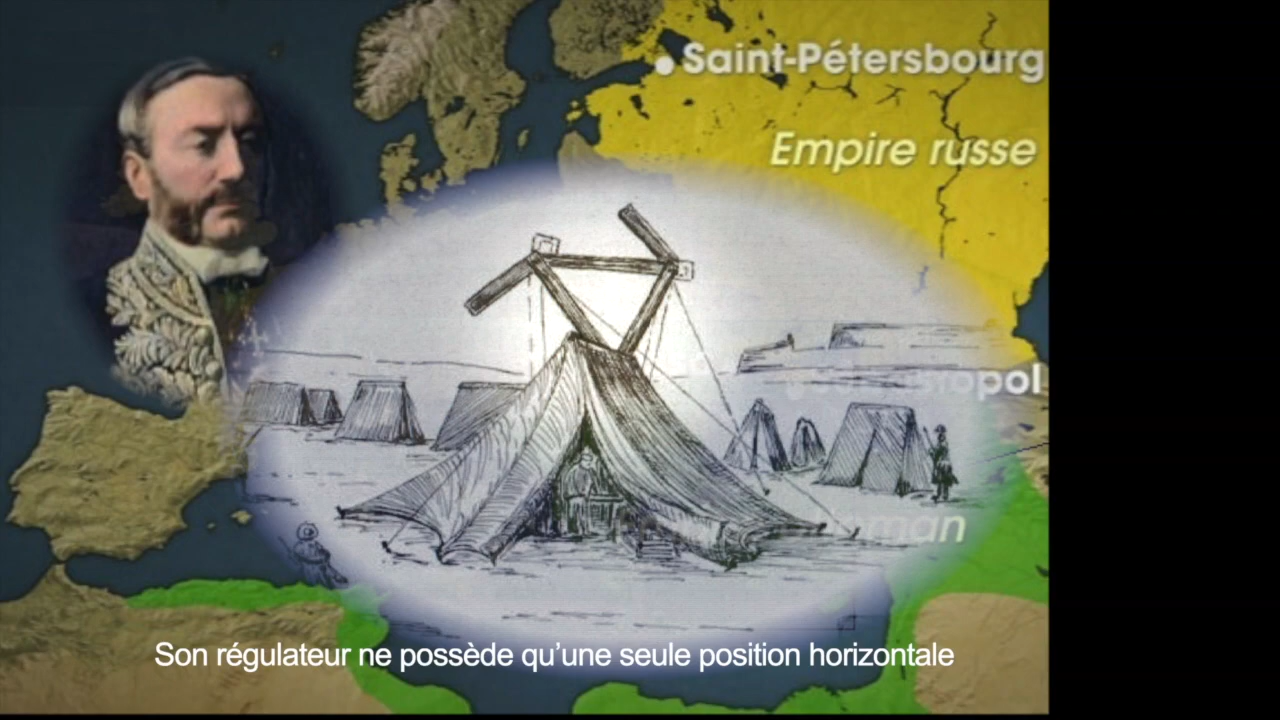 Saint-Pétersbourg
Empire russe
Son régulateur ne possède qu’une seule position horizontale